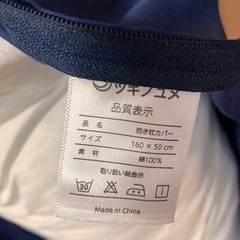 ツキノユメ
品質表示
品名 抱き枕カバー
サイズ 160 × 50 cm
素材 綿100%
取り扱い絵表示
30
Made in China